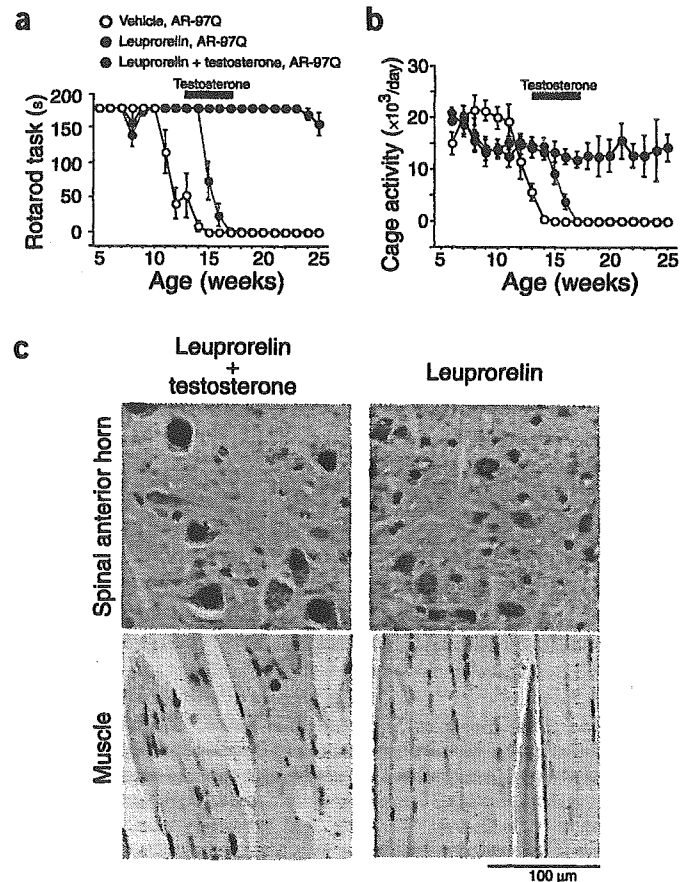 a
Vehicle, AR-97Q
Leuprorelin, AR-97Q
Leuprorelin + testosterone, AR-97Q
Testosterone
Rotarod task (s)
200
150
100
50
0
5 10 15 20 25
Age (weeks)
b
Testosterone
Cage activity (×10³/day)
30
20
10
0
5 10 15 20 25
Age (weeks)
c
Leuprorelin
+
testosterone
Leuprorelin
Spinal anterior horn
Muscle
100 µm